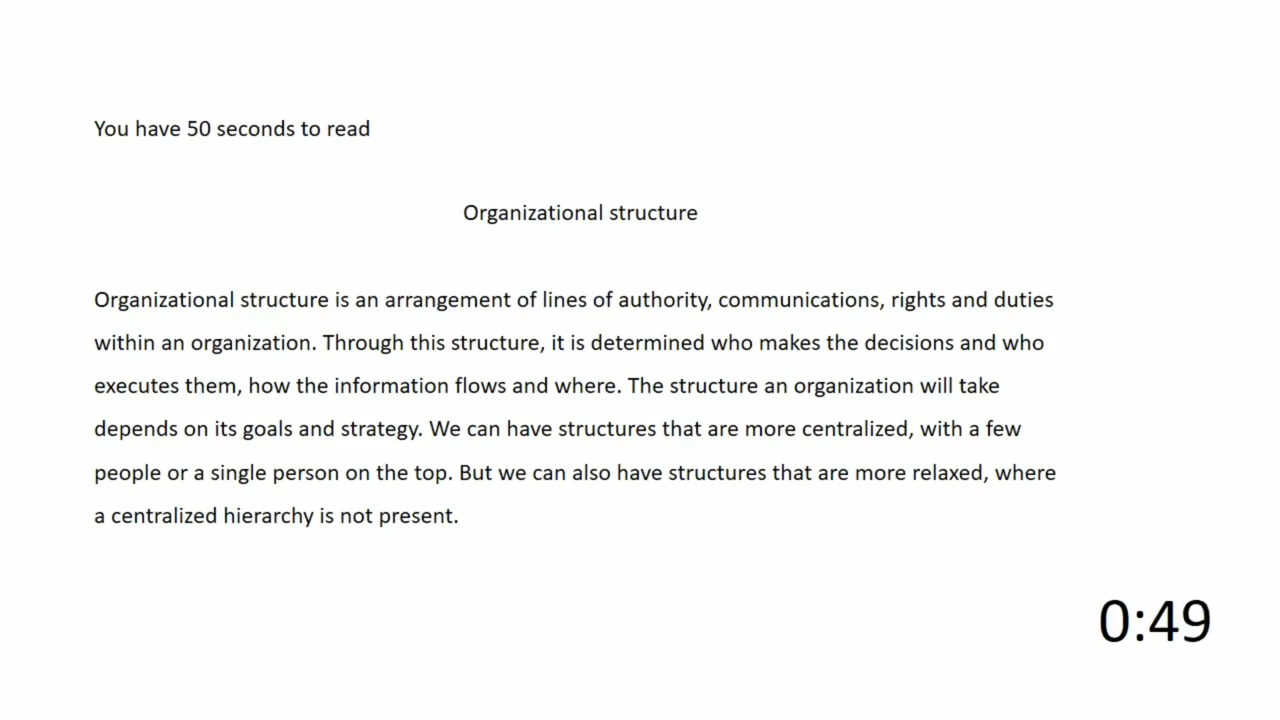 You have 50 seconds to read
Organizational structure
Organizational structure is an arrangement of lines of authority, communications, rights and duties
within an organization. Through this structure, it is determined who makes the decisions and who
executes them, how the information flows and where. The structure an organization will take
depends on its goals and strategy. We can have structures that are more centralized, with a few
people or a single person on the top. But we can also have structures that are more relaxed, where
a centralized hierarchy is not present.
0:49